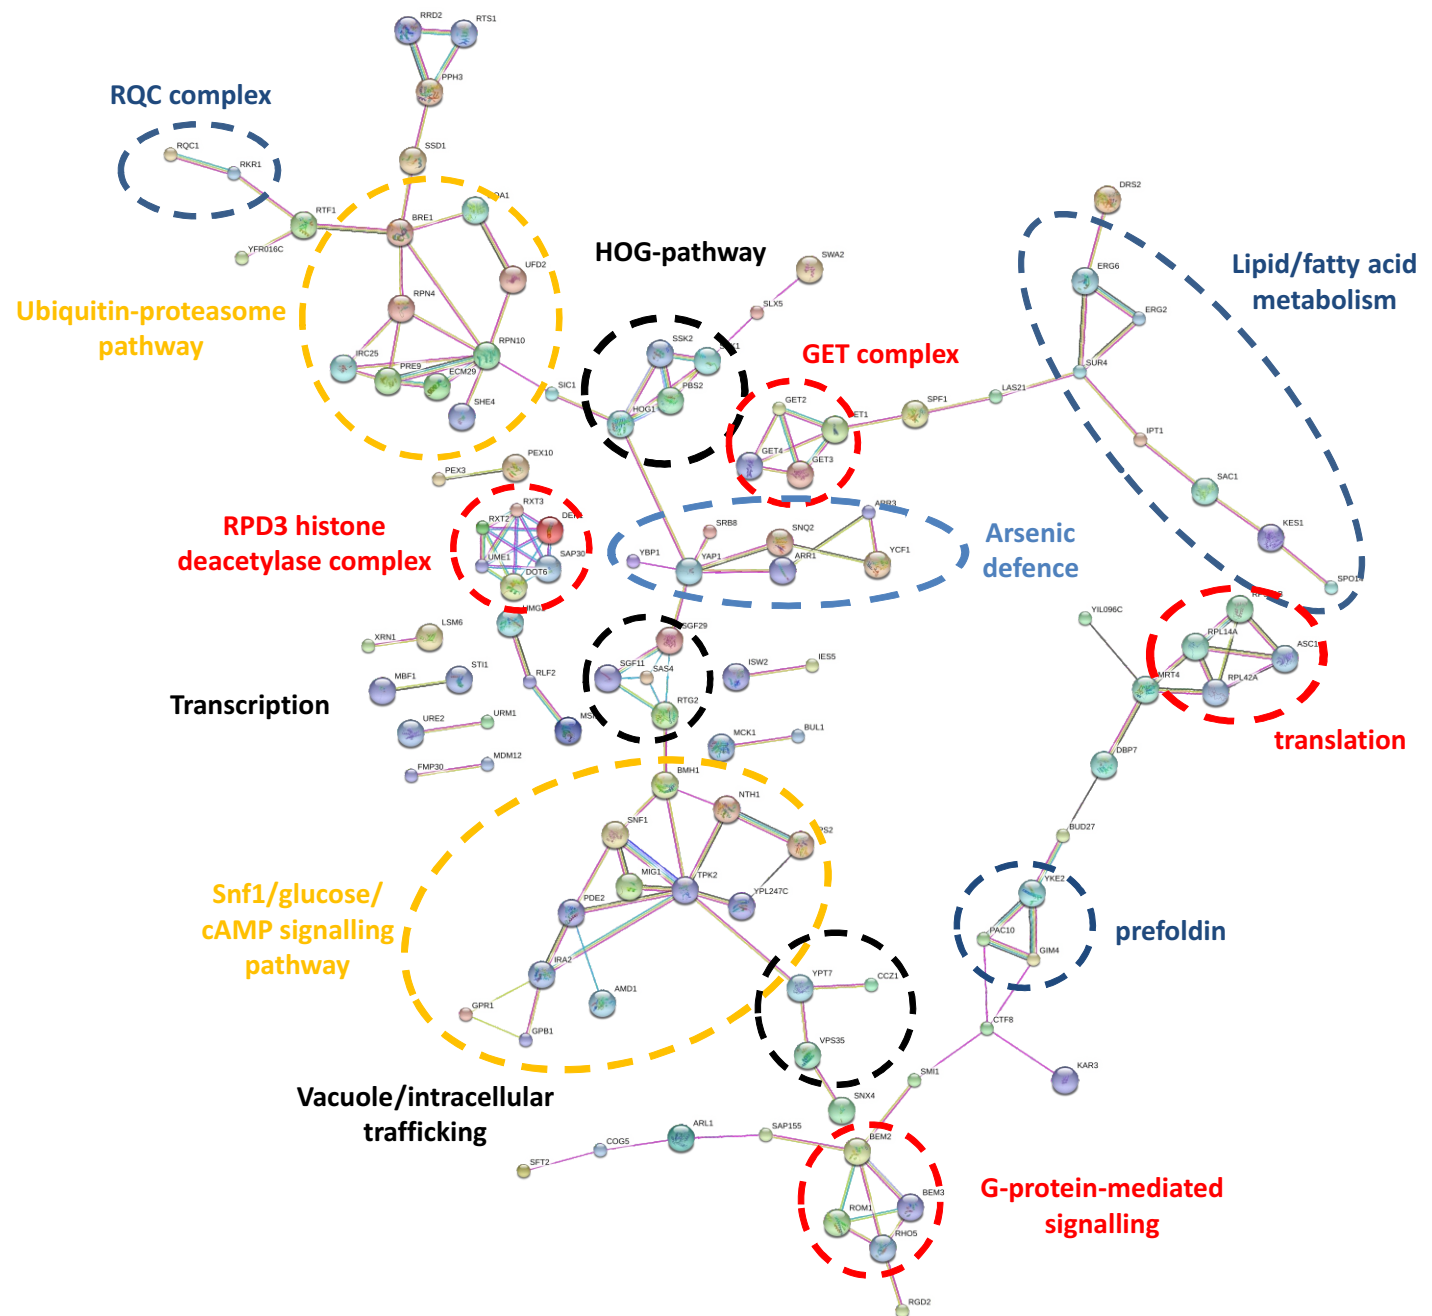 RRD2
RTS1
PPH3
RQC complex
RQC1
RKR1
SSD1
DRS2
RTF1
BRE1
YFR016C
UFD2
HOG-pathway
SWA2
ERG6
Lipid/fatty acid
metabolism
SLX5
ERG2
RPN4
Ubiquitin-proteasome
pathway
SSK2
GET complex
IRC25
PRE9
ECM29
RPN10
SUR4
SIC1
PBS2
SHE4
HOG1
GET2
SPF1
LAS21
GET4
GET3
IPT1
PEX3
PEX10
SAC1
RXT3
RXT2
RPD3 histone
deacetylase complex
UME1
SAP30
DOT6
KES1
ARR3
SRB8
SNQ2
YBP1
YAP1
ARR1
YCF1
Arsenic
defence
XRN1
LSM6
YIL096C
RPL14A
ASC1
RPL42A
MRT4
translation
SGF11
SAS4
ISW2
IES5
MBF1
STI1
RLF2
Transcription
RTG2
URE2
URM1
MCK1
BUL1
DBP7
FMP30
MDM12
BMH1
NTH1
SNF1
BUD27
MIG1
TPK2
YPL247C
YKE2
Snf1/glucose/
cAMP signalling
pathway
PDE2
PAC10
GIM4
prefoldin
IRA2
AMD1
YPT7
CCZ1
GPR1
GPB1
CTF8
VPS35
KAR3
SMI1
Vacuole/intracellular
trafficking
SNX4
ARL1
SAP155
COG5
SFT2
BEM2
BEM3
ROM1
RHO5
G-protein-mediated
signalling
RGD2